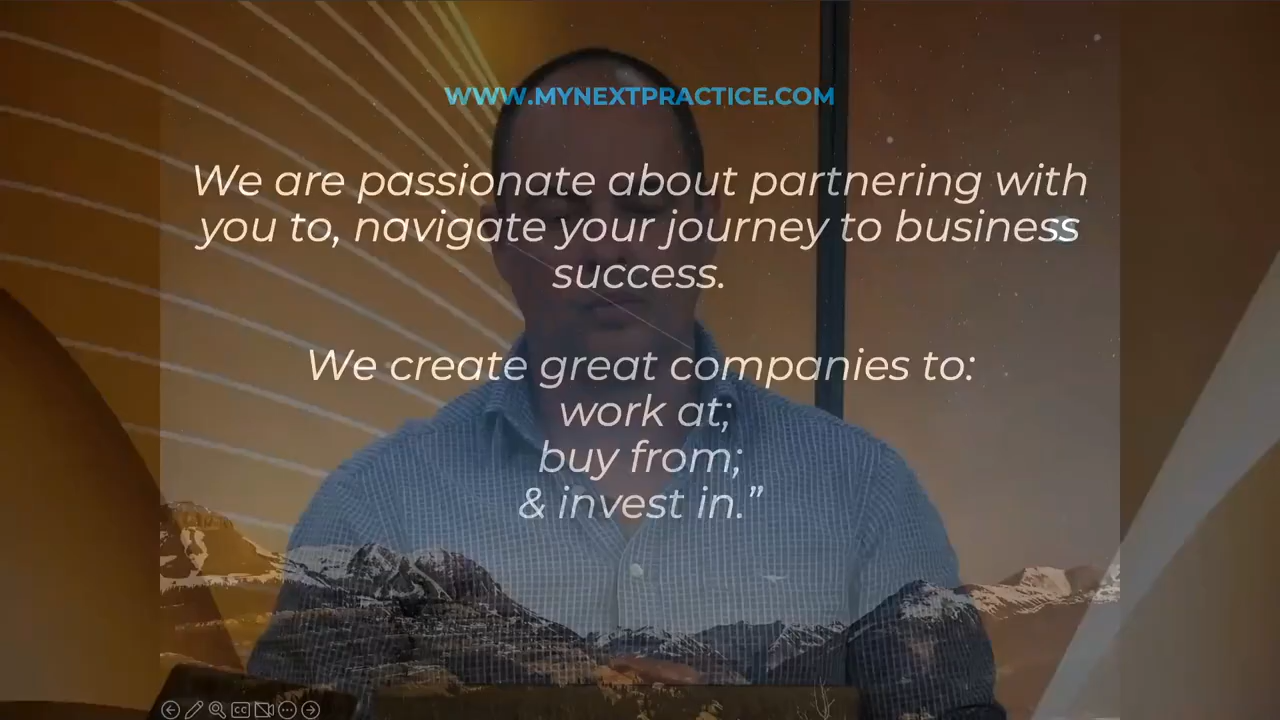 WWW.MYNEXTPRACTICE.COM
We are passionate about partnering with
you to, navigate your journey to business
success.
We create great companies to:
work at;
buy from;
& invest in.”
CC